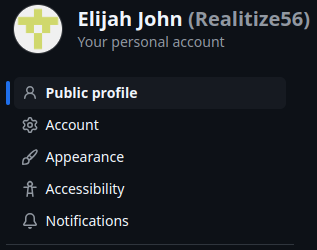 Elijah John (Realitize56)
Your personal account
Public profile
Account
Appearance
Accessibility
Notifications